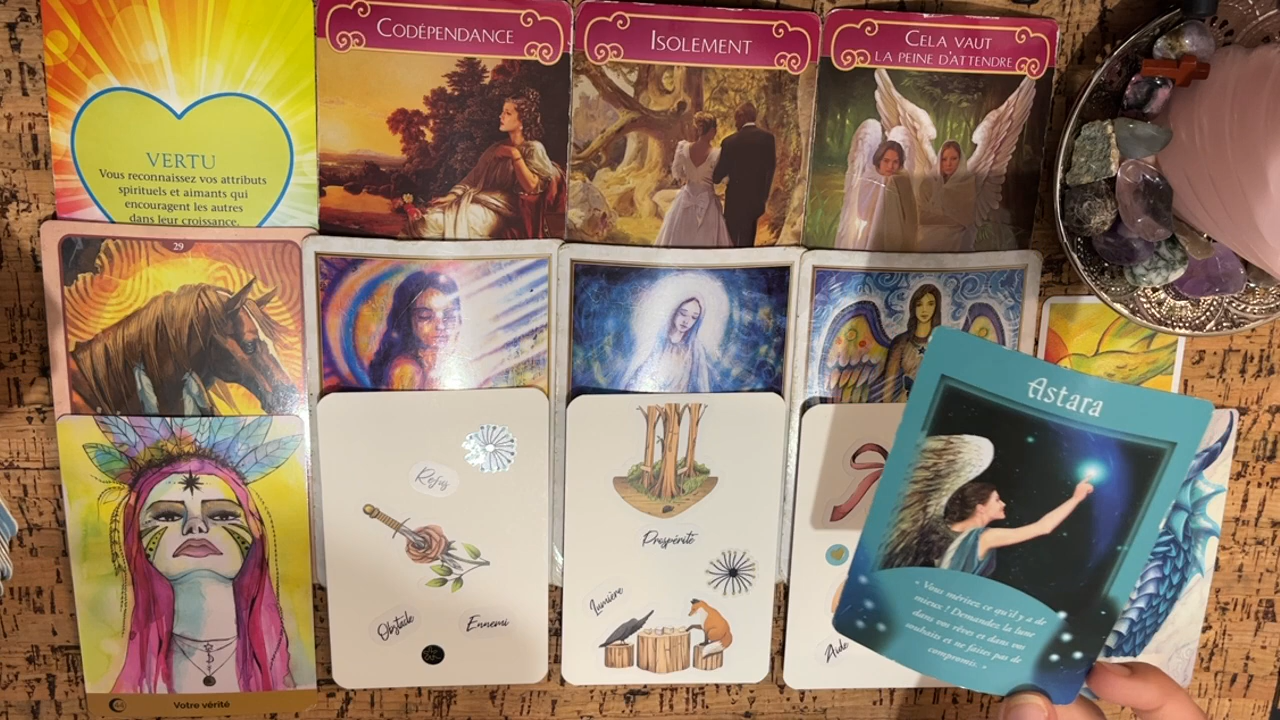 VERTU
Vous reconnaissez vos attributs
spirituels et aimants qui
encouragent les autres
dans leur croissance.
CODÉPENDANCE
ISOLEMENT
CELA VAUT
LA PEINE D'ATTENDRE
29
44
Votre vérité
Refus
Obstacle
Ennemi
Prospérité
Lumière
Aide
Astara
« Vous méritez ce qu'il y a de
mieux ! Demandez la lune
dans vos rêves et dans vos
souhaits et ne faites pas de
compromis. »